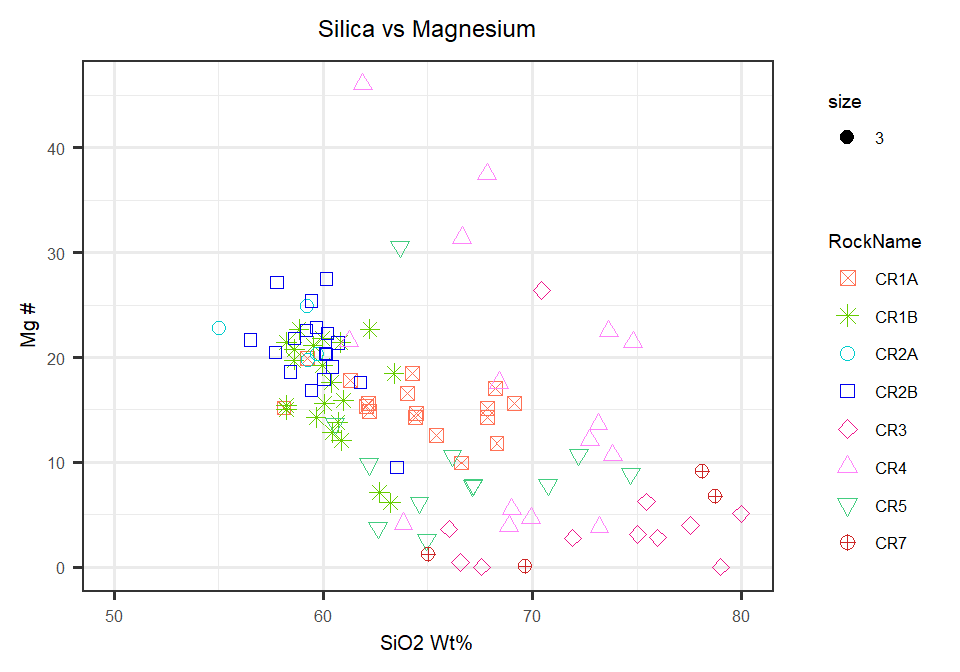 Silica vs Magnesium
Mg #
40
30
20
10
0
50 60 70 80
SiO2 Wt%
size
3
RockName
CR1A
CR1B
CR2A
CR2B
CR3
CR4
CR5
CR7